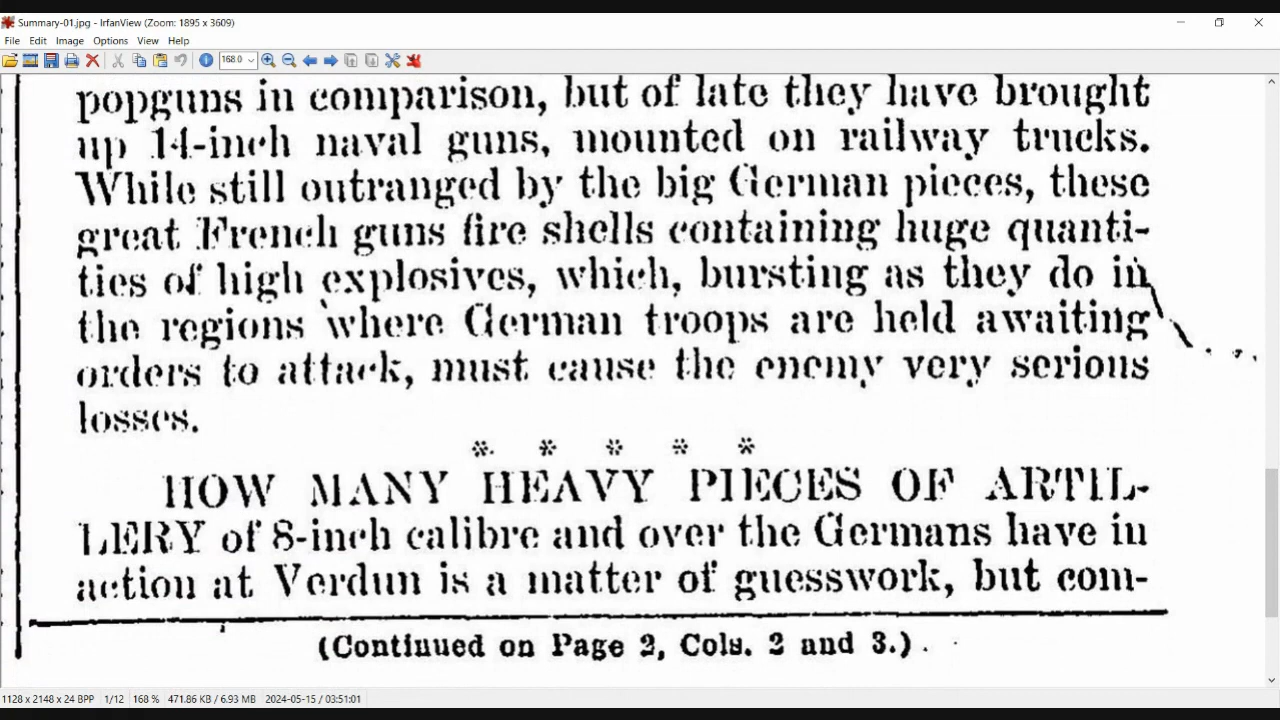 Summary-01.jpg - IrfanView (Zoom: 1895 x 3609)
File Edit Image Options View Help
168.0
popguns in comparison, but of late they have brought
up 14-inch naval guns, mounted on railway trucks.
While still outranged by the big German pieces, these
great French guns fire shells containing huge quanti-
ties of high explosives, which, bursting as they do in
the regions where German troops are held awaiting
orders to attack, must cause the enemy very serious
losses.
* * * * *
HOW MANY HEAVY PIECES OF ARTIL-
LERY of 8-inch calibre and over the Germans have in
action at Verdun is a matter of guesswork, but com-
(Continued on Page 2, Cols. 2 and 3.)
1128 x 2148 x 24 BPP 1/12 168 % 471.86 KB / 6.93 MB 2024-05-15 / 03:51:01